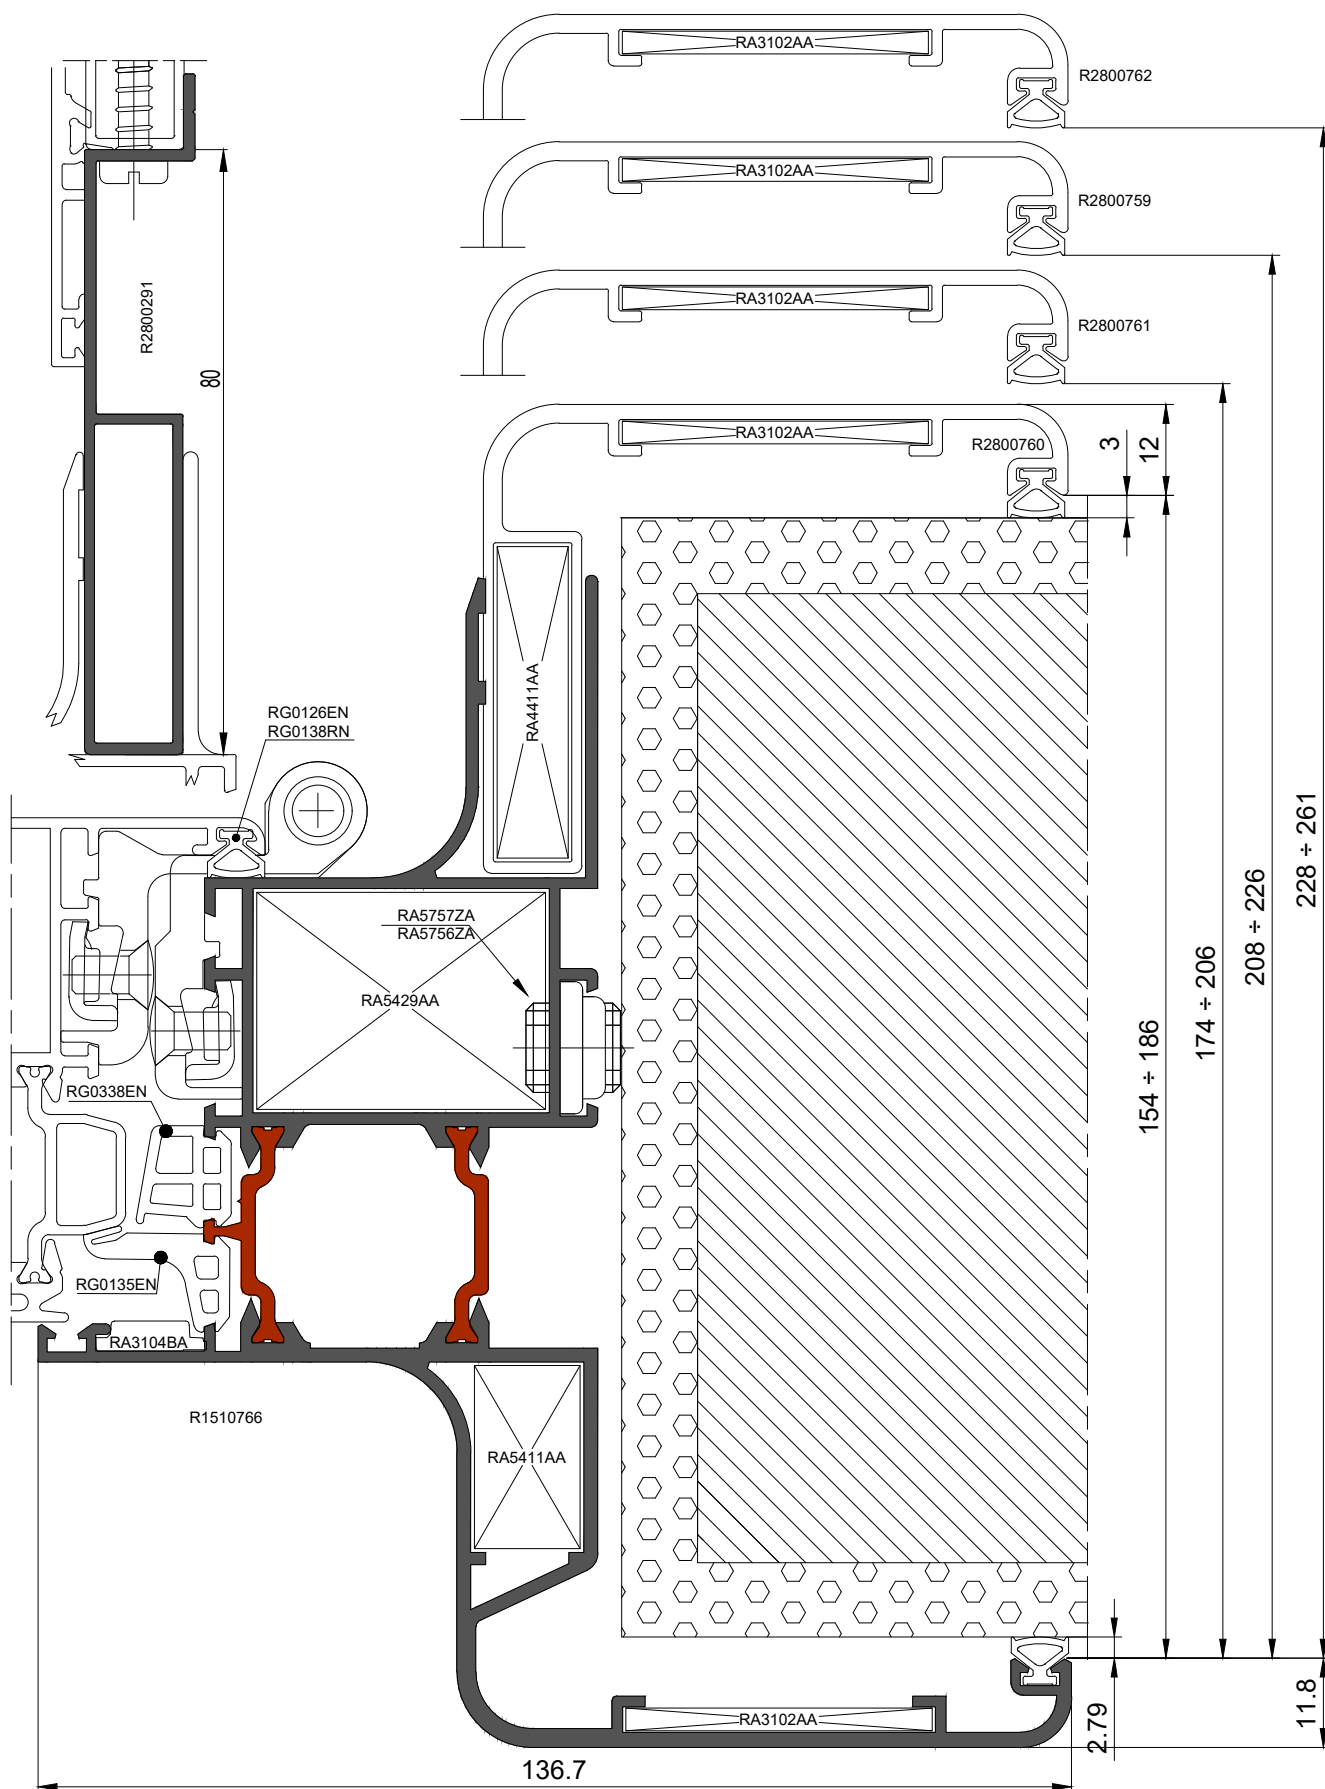 RA3102AA
R2800762
RA3102AA
R2800759
R2800291
RA3102AA
R2800761
80
RA3102AA
R2800760
3
12
RA4411AA
RG0126EN
RG0138RN
228 ÷ 261
208 ÷ 226
174 ÷ 206
154 ÷ 186
RA5757ZA
RA5756ZA
RA5429AA
RG0338EN
RG0135EN
RA3104BA
R1510766
RA5411AA
RA3102AA
2.79
11.8
136.7